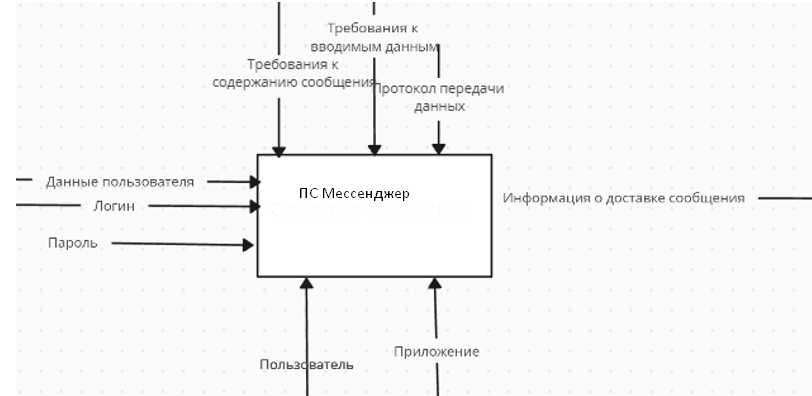 Требования к
вводимым данным
Требования к
содержанию сообщения
Протокол передачи
данных
Данные пользователя
Логин
Пароль
ПС Мессенджер
Информация о доставке сообщения
Пользователь
Приложение